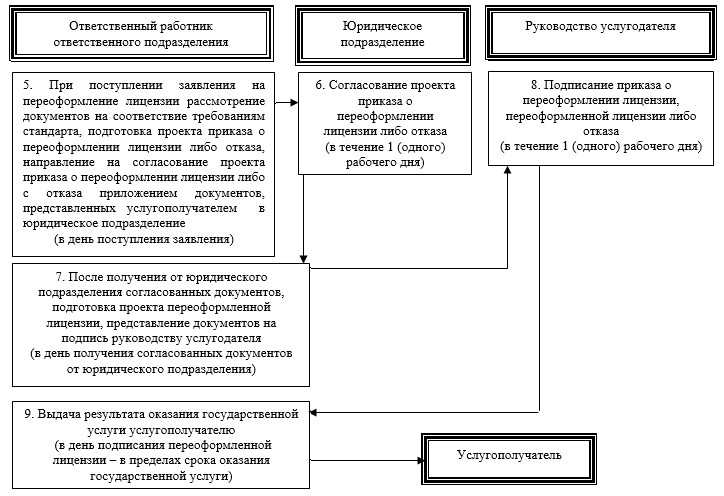 Ответственный работник
ответственного подразделения
Юридическое
подразделение
Руководство услугодателя
5. При поступлении заявления на
переоформление лицензии рассмотрение
документов на соответствие требованиям
стандарта, подготовка проекта приказа о
переоформлении лицензии либо отказа,
направление на согласование проекта
приказа о переоформлении лицензии либо
с отказа приложением документов,
представленных услугополучателем в
юридическое подразделение
(в день поступления заявления)
6. Согласование проекта
приказа о
переоформлении
лицензии либо отказа
(в течение 1 (одного)
рабочего дня)
8. Подписание приказа о
переоформлении лицензии,
переоформленной лицензии либо
отказа
(в течение 1 (одного) рабочего дня)
7. После получения от юридического
подразделения согласованных документов,
подготовка проекта переоформленной
лицензии, представление документов на
подпись руководству услугодателя
(в день получения согласованных документов
от юридического подразделения)
9. Выдача результата оказания государственной
услуги услугополучателю
(в день подписания переоформленной
лицензии – в пределах срока оказания
государственной услуги)
Услугополучатель